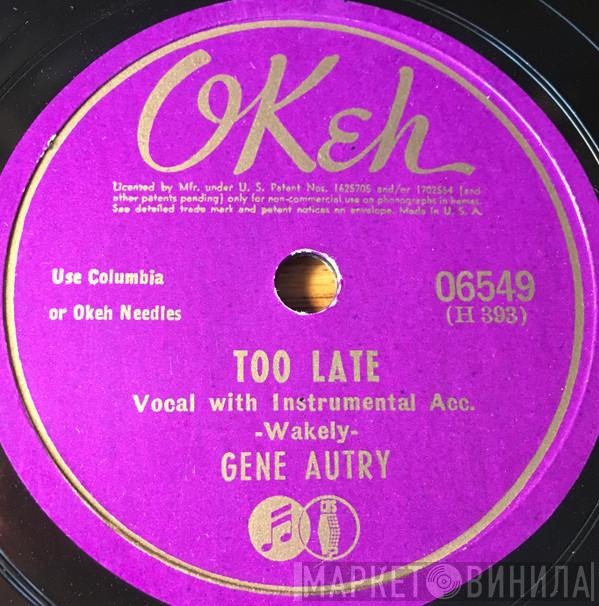 OKeh
Licensed by Mfr. under U. S. Patent Nos. 1625705 and/or 1702564 (and
other patents pending) only for non-commercial use on phonographs in homes.
See detailed trade mark and patent notices on envelope. Made in U. S. A.
Use Columbia
or Okeh Needles
06549
(H 393)
TOO LATE
Vocal with Instrumental Acc.
-Wakely-
GENE AUTRY
CBS
МАРКЕТ ВИНИЛА